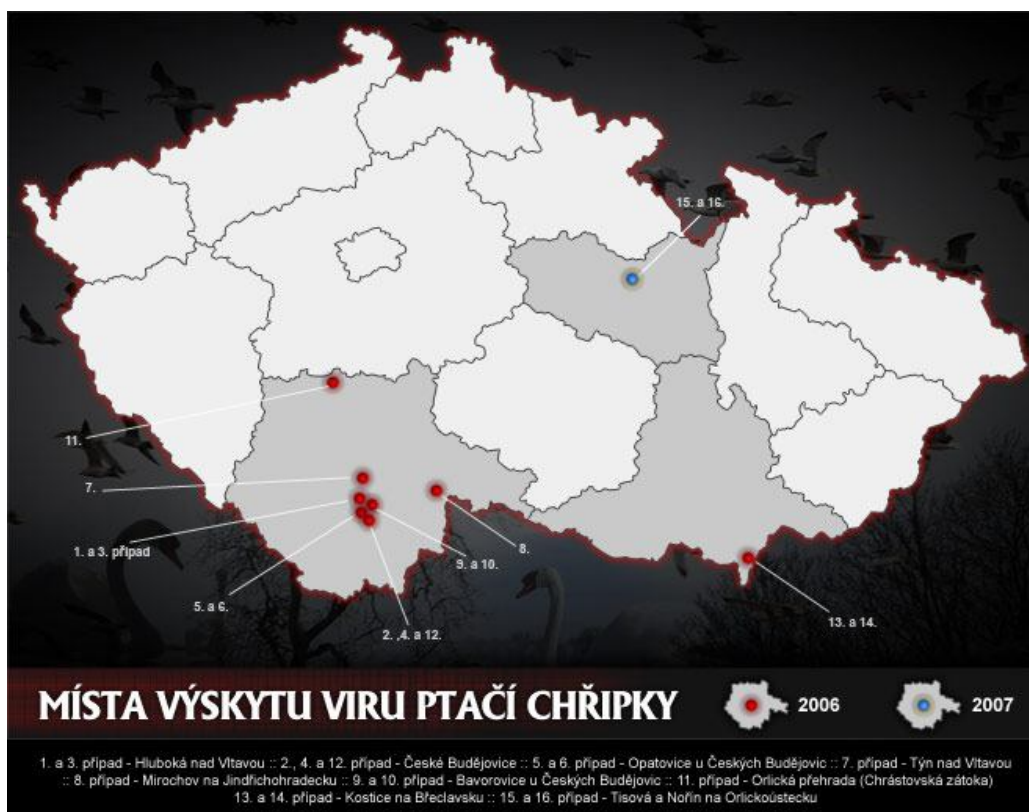 15. a 16.
11.
7.
1. a 3. případ
8.
9. a 10.
5. a 6.
13. a 14.
2. ,4. a 12.
MÍSTA VÝSKYTU VIRU PTAČÍ CHŘIPKY
2006
2007
1. a 3. případ - Hluboká nad Vltavou :: 2., 4. a 12. případ - České Budějovice :: 5. a 6. případ - Opatovice u Českých Budějovic :: 7. případ - Týn nad Vltavou
:: 8. případ - Mirochov na Jindřichohradecku :: 9. a 10. případ - Bavorovice u Českých Budějovic :: 11. případ - Orlická přehrada (Chrástovská zátoka)
13. a 14. případ - Kostice na Břeclavsku :: 15. a 16. případ - Tisová a Nořín na Orlickoústecku